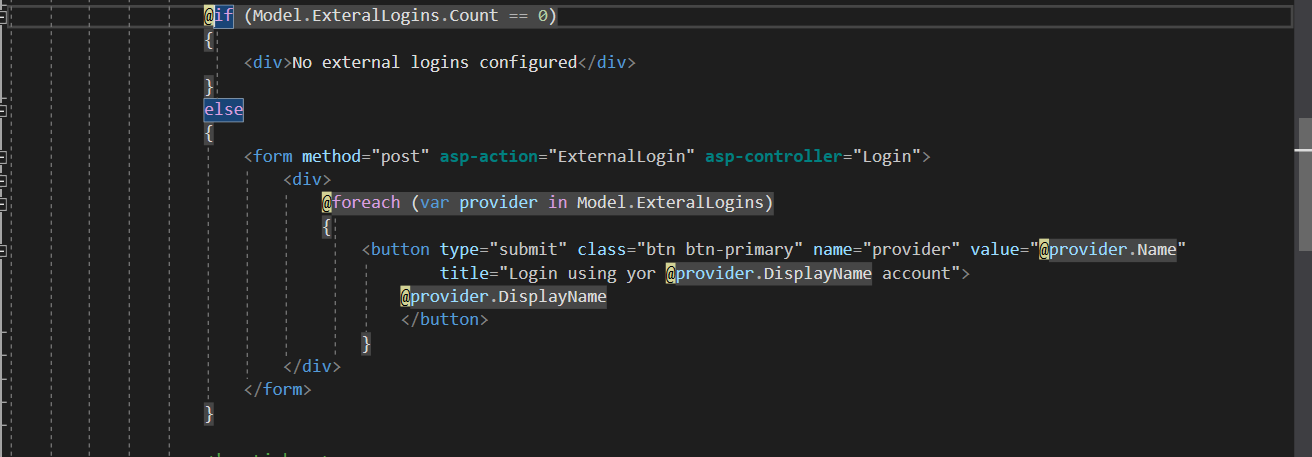 @if (Model.ExteralLogins.Count == 0)
{
<div>No external logins configured</div>
}
else
{
<form method="post" asp-action="ExternalLogin" asp-controller="Login">
<div>
@foreach (var provider in Model.ExteralLogins)
{
<button type="submit" class="btn btn-primary" name="provider" value="@provider.Name"
title="Login using yor @provider.DisplayName account">
@provider.DisplayName
</button>
}
</div>
</form>
}